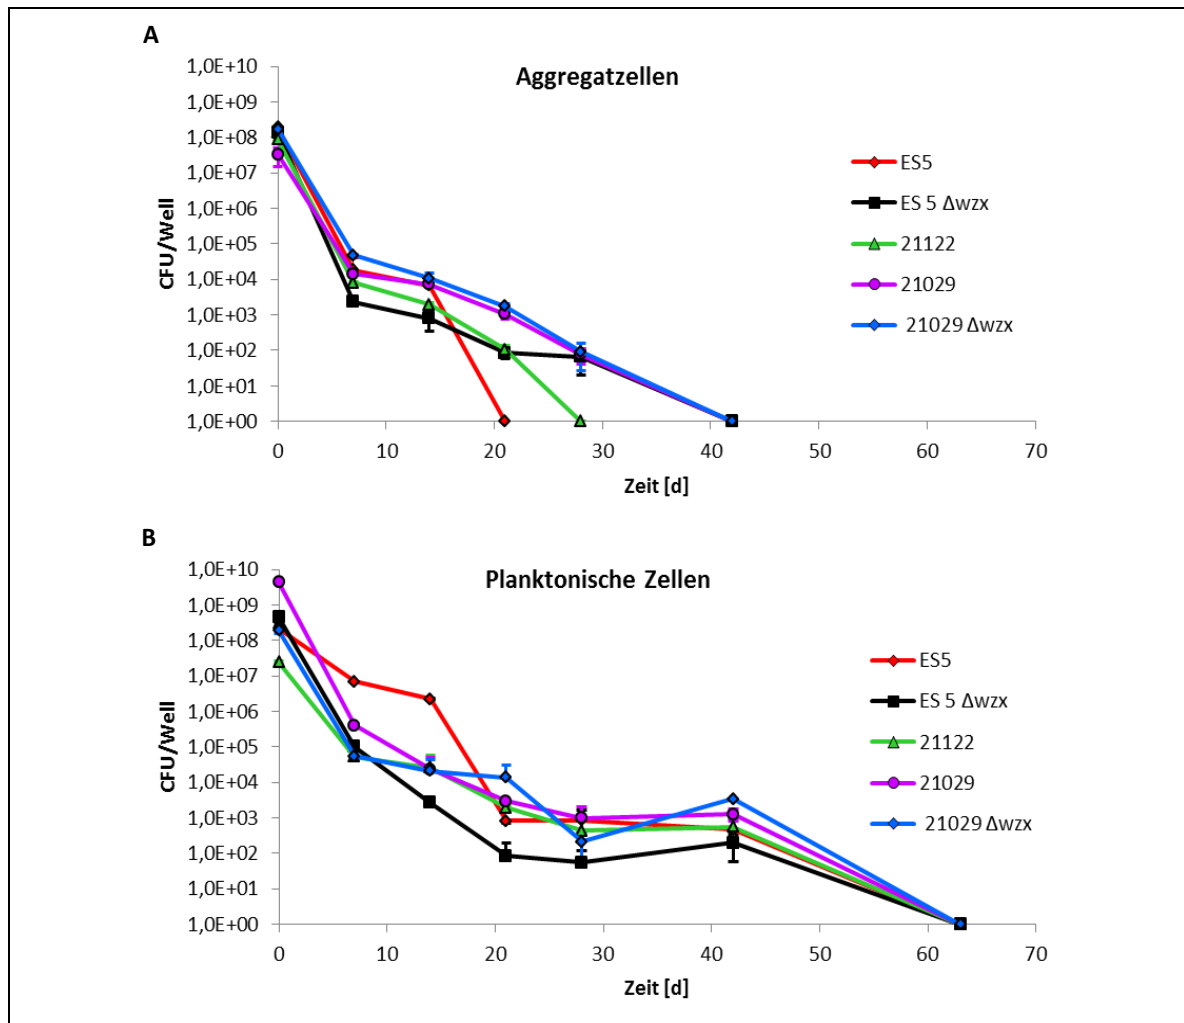 A
Aggregatzellen
CFU/Well
1,0E+10
1,0E+09
1,0E+08
1,0E+07
1,0E+06
1,0E+05
1,0E+04
1,0E+03
1,0E+02
1,0E+01
1,0E+00
0 10 20 30 40 50 60 70
Zeit [d]
ES5
ES 5 Δwzx
21122
21029
21029 Δwzx
B
Planktonische Zellen
CFU/Well
1,0E+10
1,0E+09
1,0E+08
1,0E+07
1,0E+06
1,0E+05
1,0E+04
1,0E+03
1,0E+02
1,0E+01
1,0E+00
0 10 20 30 40 50 60 70
Zeit [d]
ES5
ES 5 Δwzx
21122
21029
21029 Δwzx